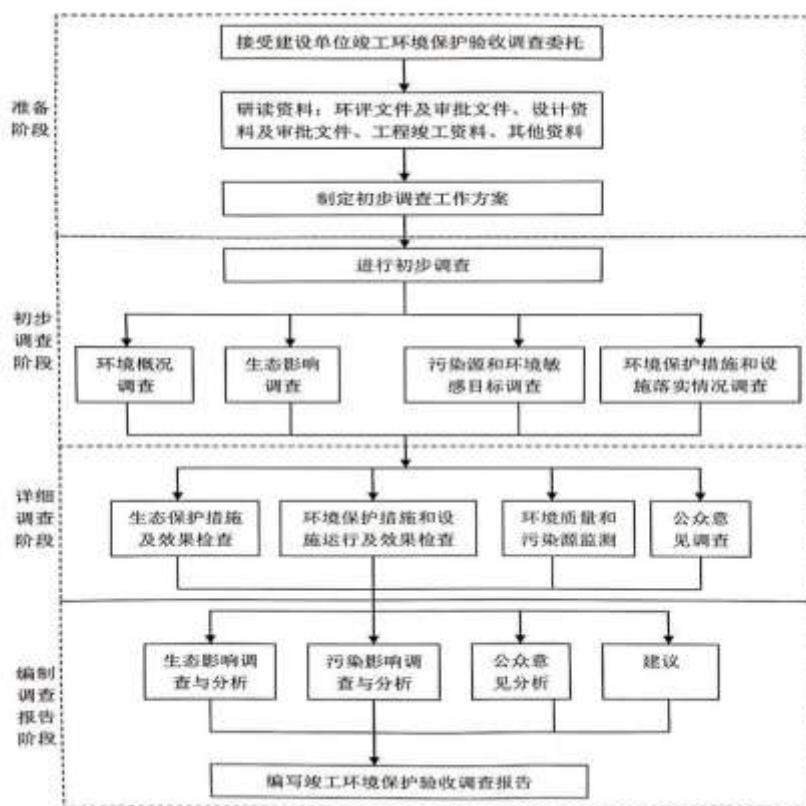 接受建设单位竣工环境保护验收调查委托
准备
阶段
研读资料：环评文件及审批文件、设计资
料及审批文件、工程竣工资料、其他资料
制定初步调查工作方案
进行初步调查
初步
调查
阶段
环境概况
调查
生态影响
调查
污染源和环境敏
感目标调查
环境保护措施和设
施落实情况调查
详细
调查
阶段
生态保护措施
及效果检查
环境保护措施和设
施运行及效果检查
环境质量和
污染源监测
公众意
见调查
编制
调查
报告
阶段
生态影响调
查与分析
污染影响调
查与分析
公众意
见分析
建议
编写竣工环境保护验收调查报告